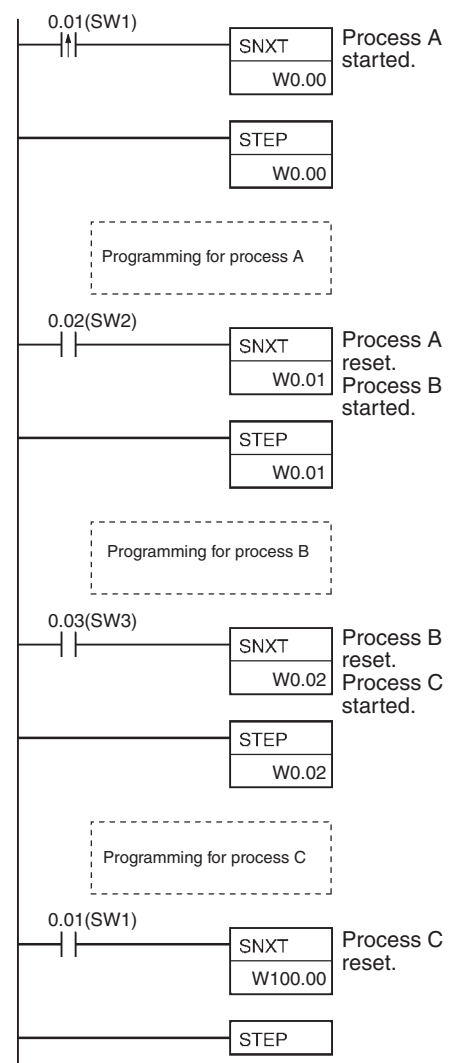 0.01(SW1)
SNXT
W0.00
Process A
started.
STEP
W0.00
Programming for process A
0.02(SW2)
SNXT
W0.01
Process A
reset.
Process B
started.
STEP
W0.01
Programming for process B
0.03(SW3)
SNXT
W0.02
Process B
reset.
Process C
started.
STEP
W0.02
Programming for process C
0.01(SW1)
SNXT
W100.00
Process C
reset.
STEP